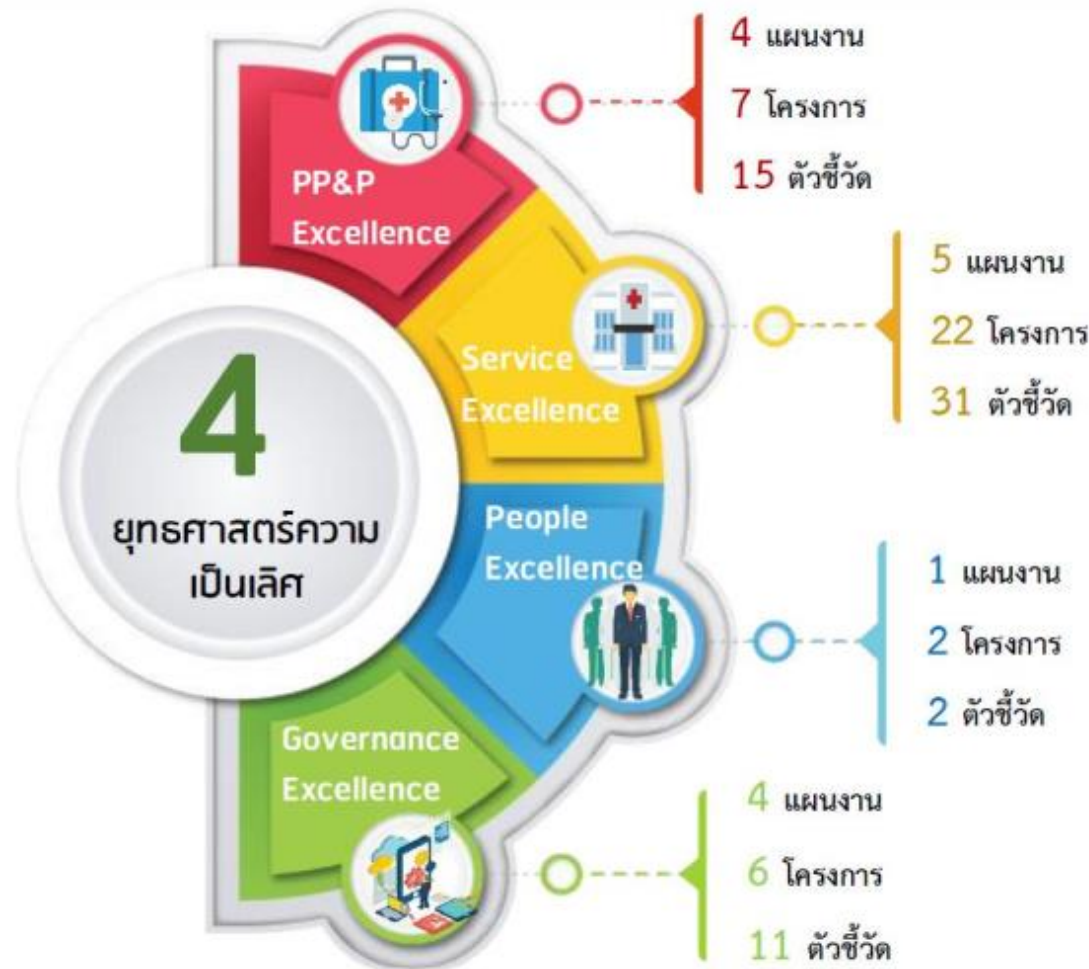 4
ยุทธศาสตร์ความ
เป็นเลิศ
PP&P
Excellence
4 แผนงาน
7 โครงการ
15 ตัวชี้วัด
Service
Excellence
5 แผนงาน
22 โครงการ
31 ตัวชี้วัด
People
Excellence
1 แผนงาน
2 โครงการ
2 ตัวชี้วัด
Governance
Excellence
4 แผนงาน
6 โครงการ
11 ตัวชี้วัด